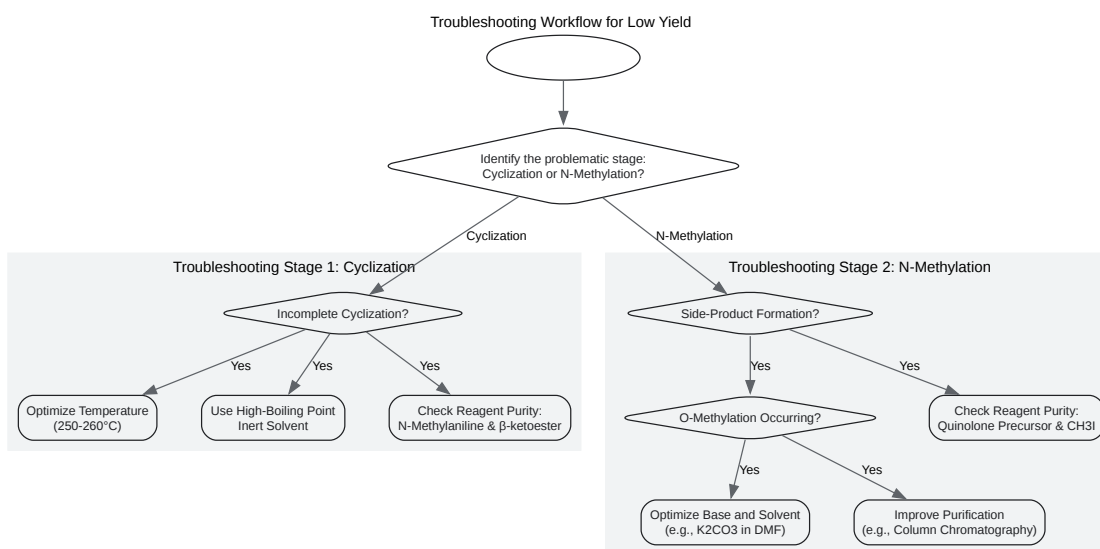 Troubleshooting Workflow for Low Yield
Identify the problematic stage:
Cyclization or N-Methylation?
Cyclization
N-Methylation
Troubleshooting Stage 1: Cyclization
Incomplete Cyclization?
Yes
Yes
Yes
Optimize Temperature
(250-260°C)
Use High-Boiling Point
Inert Solvent
Check Reagent Purity:
N-Methylaniline & β-ketoester
Troubleshooting Stage 2: N-Methylation
Side-Product Formation?
Yes
Yes
O-Methylation Occurring?
Check Reagent Purity:
Quinolone Precursor & CH3I
Yes
Yes
Optimize Base and Solvent
(e.g., K2CO3 in DMF)
Improve Purification
(e.g., Column Chromatography)